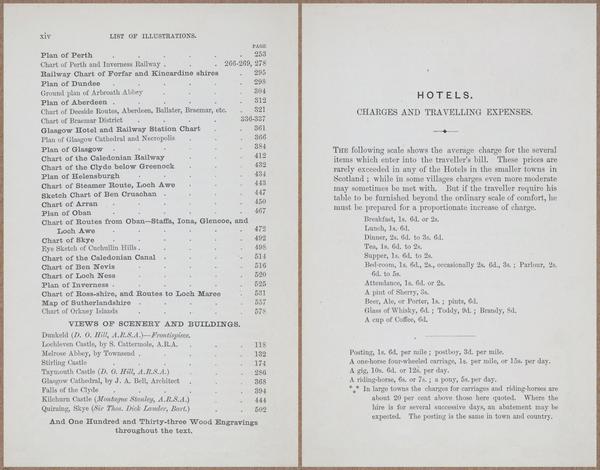 xiv LIST OF ILLUSTRATIONS.
PAGE
Plan of Perth . . . . . . 253
Chart of Perth and Inverness Railway . . . . 266-269, 278
Railway Chart of Forfar and Kincardine shires . 295
Plan of Dundee . . . . . . 298
Ground plan of Arbroath Abbey . . . . 304
Plan of Aberdeen . . . . . . 312
Chart of Deeside Routes, Aberdeen, Ballater, Braemar, etc. . 321
Chart of Braemar District . . . . 336-337
Glasgow Hotel and Railway Station Chart . . 361
Plan of Glasgow Cathedral and Necropolis . . . 366
Plan of Glasgow . . . . . . 384
Chart of the Caledonian Railway . . . 412
Chart of the Clyde below Greenock . . . 432
Plan of Helensburgh . . . . . 434
Chart of Steamer Route, Loch Awe . . . 443
Sketch Chart of Ben Cruachan . . . . 447
Chart of Arran . . . . . . 450
Plan of Oban . . . . . . 467
Chart of Routes from Oban—Staffa, Iona, Glencoe, and
Loch Awe . . . . . . 472
Chart of Skye . . . . . . 492
Eye Sketch of Cuchullin Hills . . . . . 498
Chart of the Caledonian Canal . . . . 514
Chart of Ben Nevis . . . . . 516
Chart of Loch Ness . . . . . 520
Plan of Inverness . . . . . . 525
Chart of Ross-shire, and Routes to Loch Maree . 531
Map of Sutherlandshire . . . . . 557
Chart of Orkney Islands . . . . . 578
VIEWS OF SCENERY AND BUILDINGS.
Dunkeld (D. O. Hill, A.R.S.A.)—Frontispiece.
Lochleven Castle, by S. Cattermole, A.R.A. . . . 118
Melrose Abbey, by Townsend . . . . . 132
Stirling Castle . . . . . . 174
Taymouth Castle (D. O. Hill, A.R.S.A.) . . . 286
Glasgow Cathedral, by J. A. Bell, Architect . . . 368
Falls of the Clyde . . . . . . 394
Kilchurn Castle (Montague Stanley, A.R.S.A.) . . 444
Quiraing, Skye (Sir Thos. Dick Lauder, Bart.) . . 502
And One Hundred and Thirty-three Wood Engravings
throughout the text.
HOTELS.
CHARGES AND TRAVELLING EXPENSES.
THE following scale shows the average charge for the several
items which enter into the traveller's bill. These prices are
rarely exceeded in any of the Hotels in the smaller towns in
Scotland ; while in some villages charges even more moderate
may sometimes be met with. But if the traveller require his
table to be furnished beyond the ordinary scale of comfort, he
must be prepared for a proportionate increase of charge.
Breakfast, 1s. 6d. or 2s.
Lunch, 1s. 6d.
Dinner, 2s. 6d. to 3s. 6d.
Tea, 1s. 6d. to 2s.
Supper, 1s. 6d. to 2s.
Bed-room, 1s. 6d., 2s., occasionally 2s. 6d., 3s. ; Parlour, 2s.
6d. to 5s.
Attendance, 1s. 6d. or 2s.
A pint of Sherry, 3s.
Beer, Ale, or Porter, 1s. ; pints, 6d.
Glass of Whisky, 6d. ; Toddy, 9d. ; Brandy, 8d.
A cup of Coffee, 6d.
Posting, 1s. 6d. per mile ; postboy, 3d. per mile.
A one-horse four-wheeled carriage, 1s. per mile, or 15s. per day.
A gig, 10s. 6d. or 12s. per day.
A riding-horse, 6s. or 7s. ; a pony, 5s. per day.
*** In large towns the charges for carriages and riding-horses are
about 20 per cent above those here quoted. Where the
hire is for several successive days, an abatement may be
expected. The posting is the same in town and country.